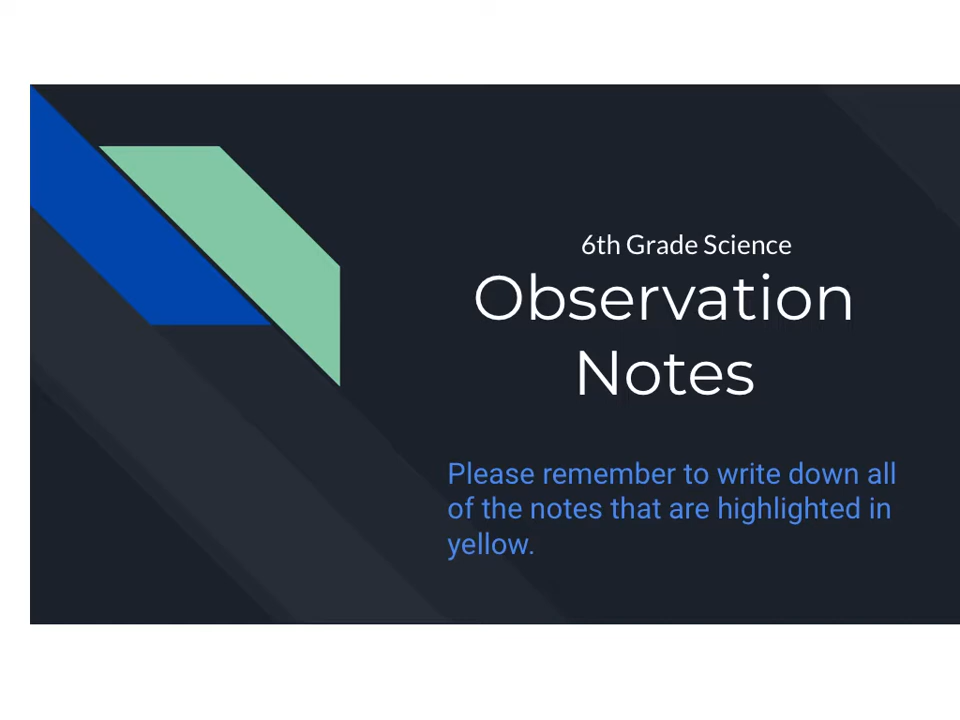 6th Grade Science
Observation
Notes
Please remember to write down all
of the notes that are highlighted in
yellow.